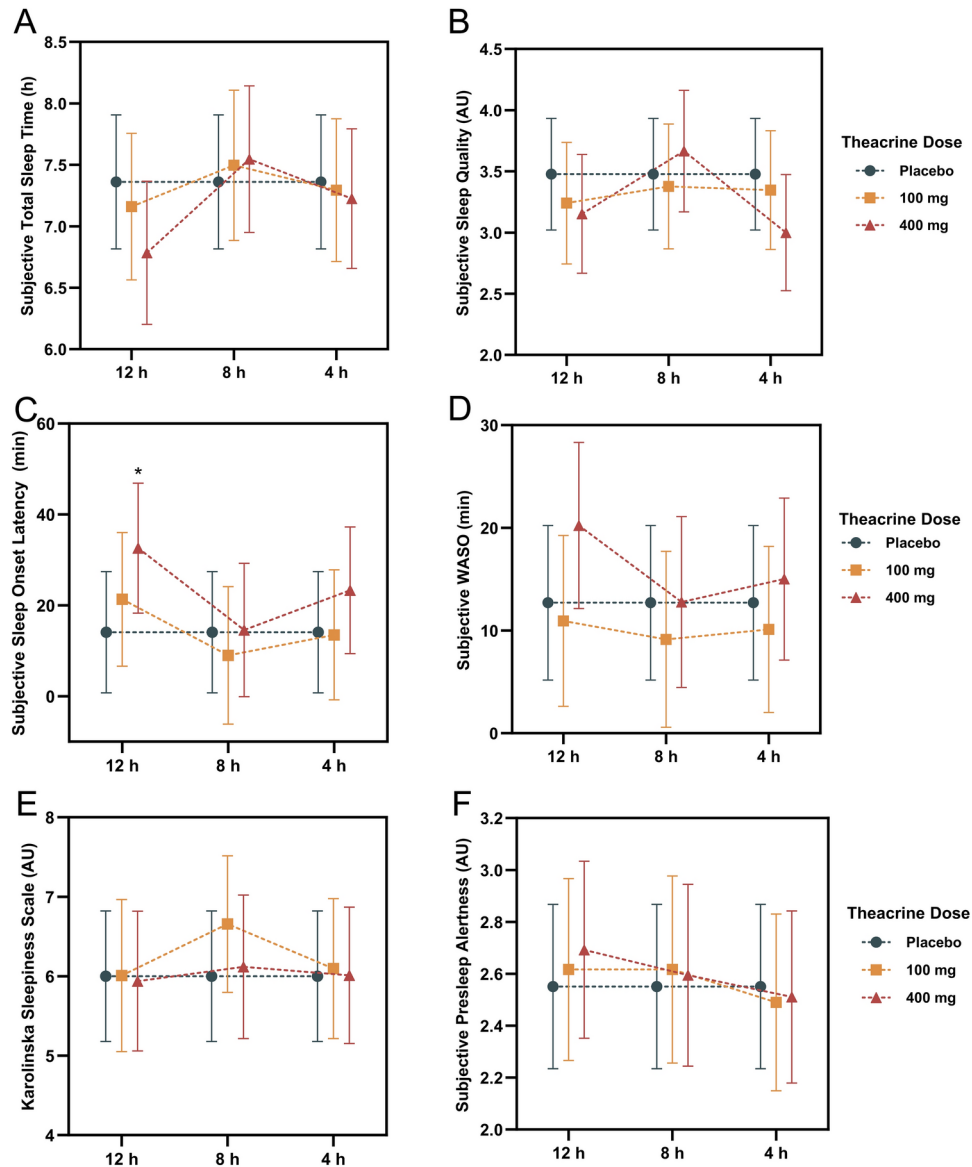 A
Subjective Total Sleep Time (h)
8.5
8.0
7.5
7.0
6.5
6.0
12 h
8 h
4 h
B
Subjective Sleep Quality (AU)
4.5
4.0
3.5
3.0
2.5
2.0
12 h
8 h
4 h
Theacrine Dose
Placebo
100 mg
400 mg
C
Subjective Sleep Onset Latency (min)
60
40
20
0
*
12 h
8 h
4 h
D
Subjective WASO (min)
30
20
10
0
12 h
8 h
4 h
Theacrine Dose
Placebo
100 mg
400 mg
E
Karolinska Sleepiness Scale (AU)
8
7
6
5
4
12 h
8 h
4 h
F
Subjective Presleep Alertness (AU)
3.2
3.0
2.8
2.6
2.4
2.2
2.0
12 h
8 h
4 h
Theacrine Dose
Placebo
100 mg
400 mg